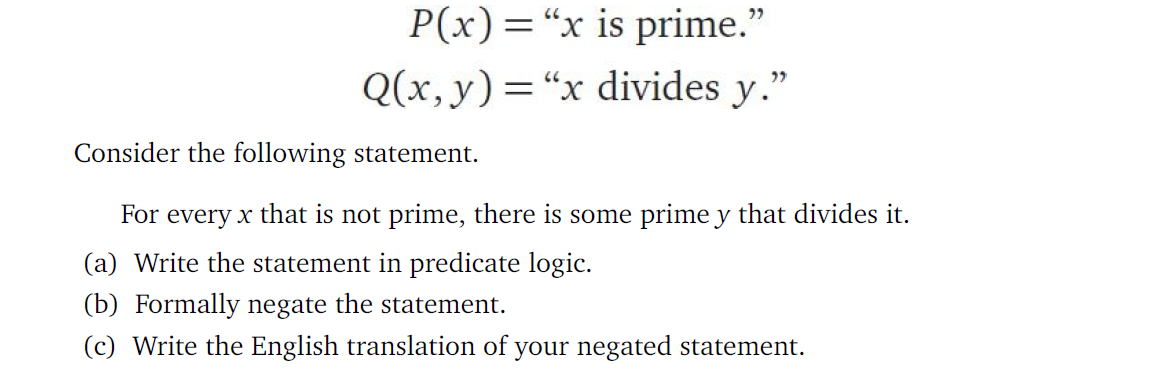 P(x) = “x is prime.”
Q(x, y) = “x divides y.”
Consider the following statement.
For every x that is not prime, there is some prime y that divides it.
(a) Write the statement in predicate logic.
(b) Formally negate the statement.
(c) Write the English translation of your negated statement.